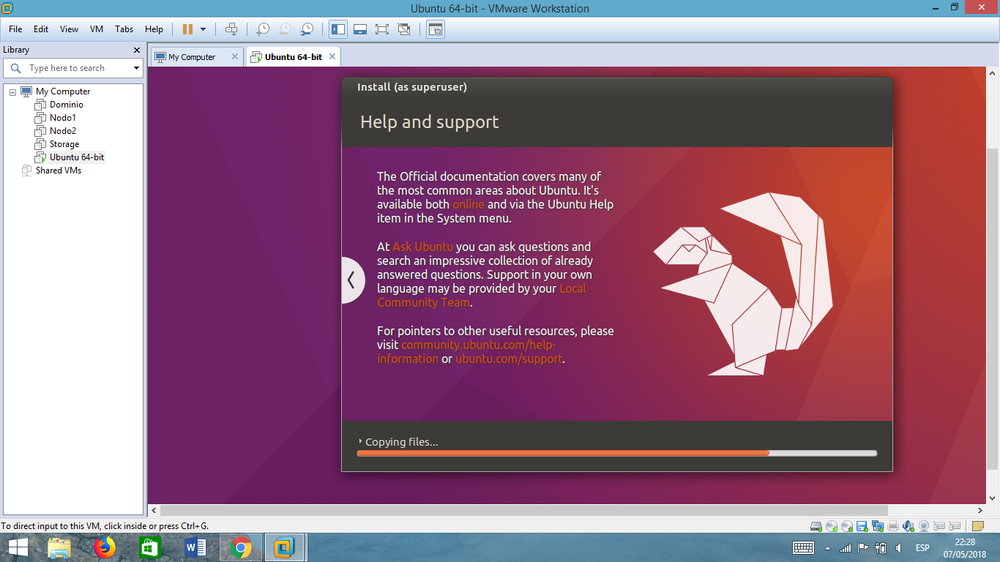 Ubuntu 64-bit - VMware Workstation
File Edit View VM Tabs Help
Library
My Computer
Ubuntu 64-bit
Type here to search
My Computer
Dominio
Nodo1
Nodo2
Storage
Ubuntu 64-bit
Shared VMs
Install (as superuser)
Help and support
The Official documentation covers many of
the most common areas about Ubuntu. It's
available both online and via the Ubuntu Help
item in the System menu.
At Ask Ubuntu you can ask questions and
search an impressive collection of already
answered questions. Support in your own
language may be provided by your Local
Community Team.
For pointers to other useful resources, please
visit community.ubuntu.com/help-
information or ubuntu.com/support.
Copying files...
To direct input to this VM, click inside or press Ctrl+G.
ESP
22:28
07/05/2018